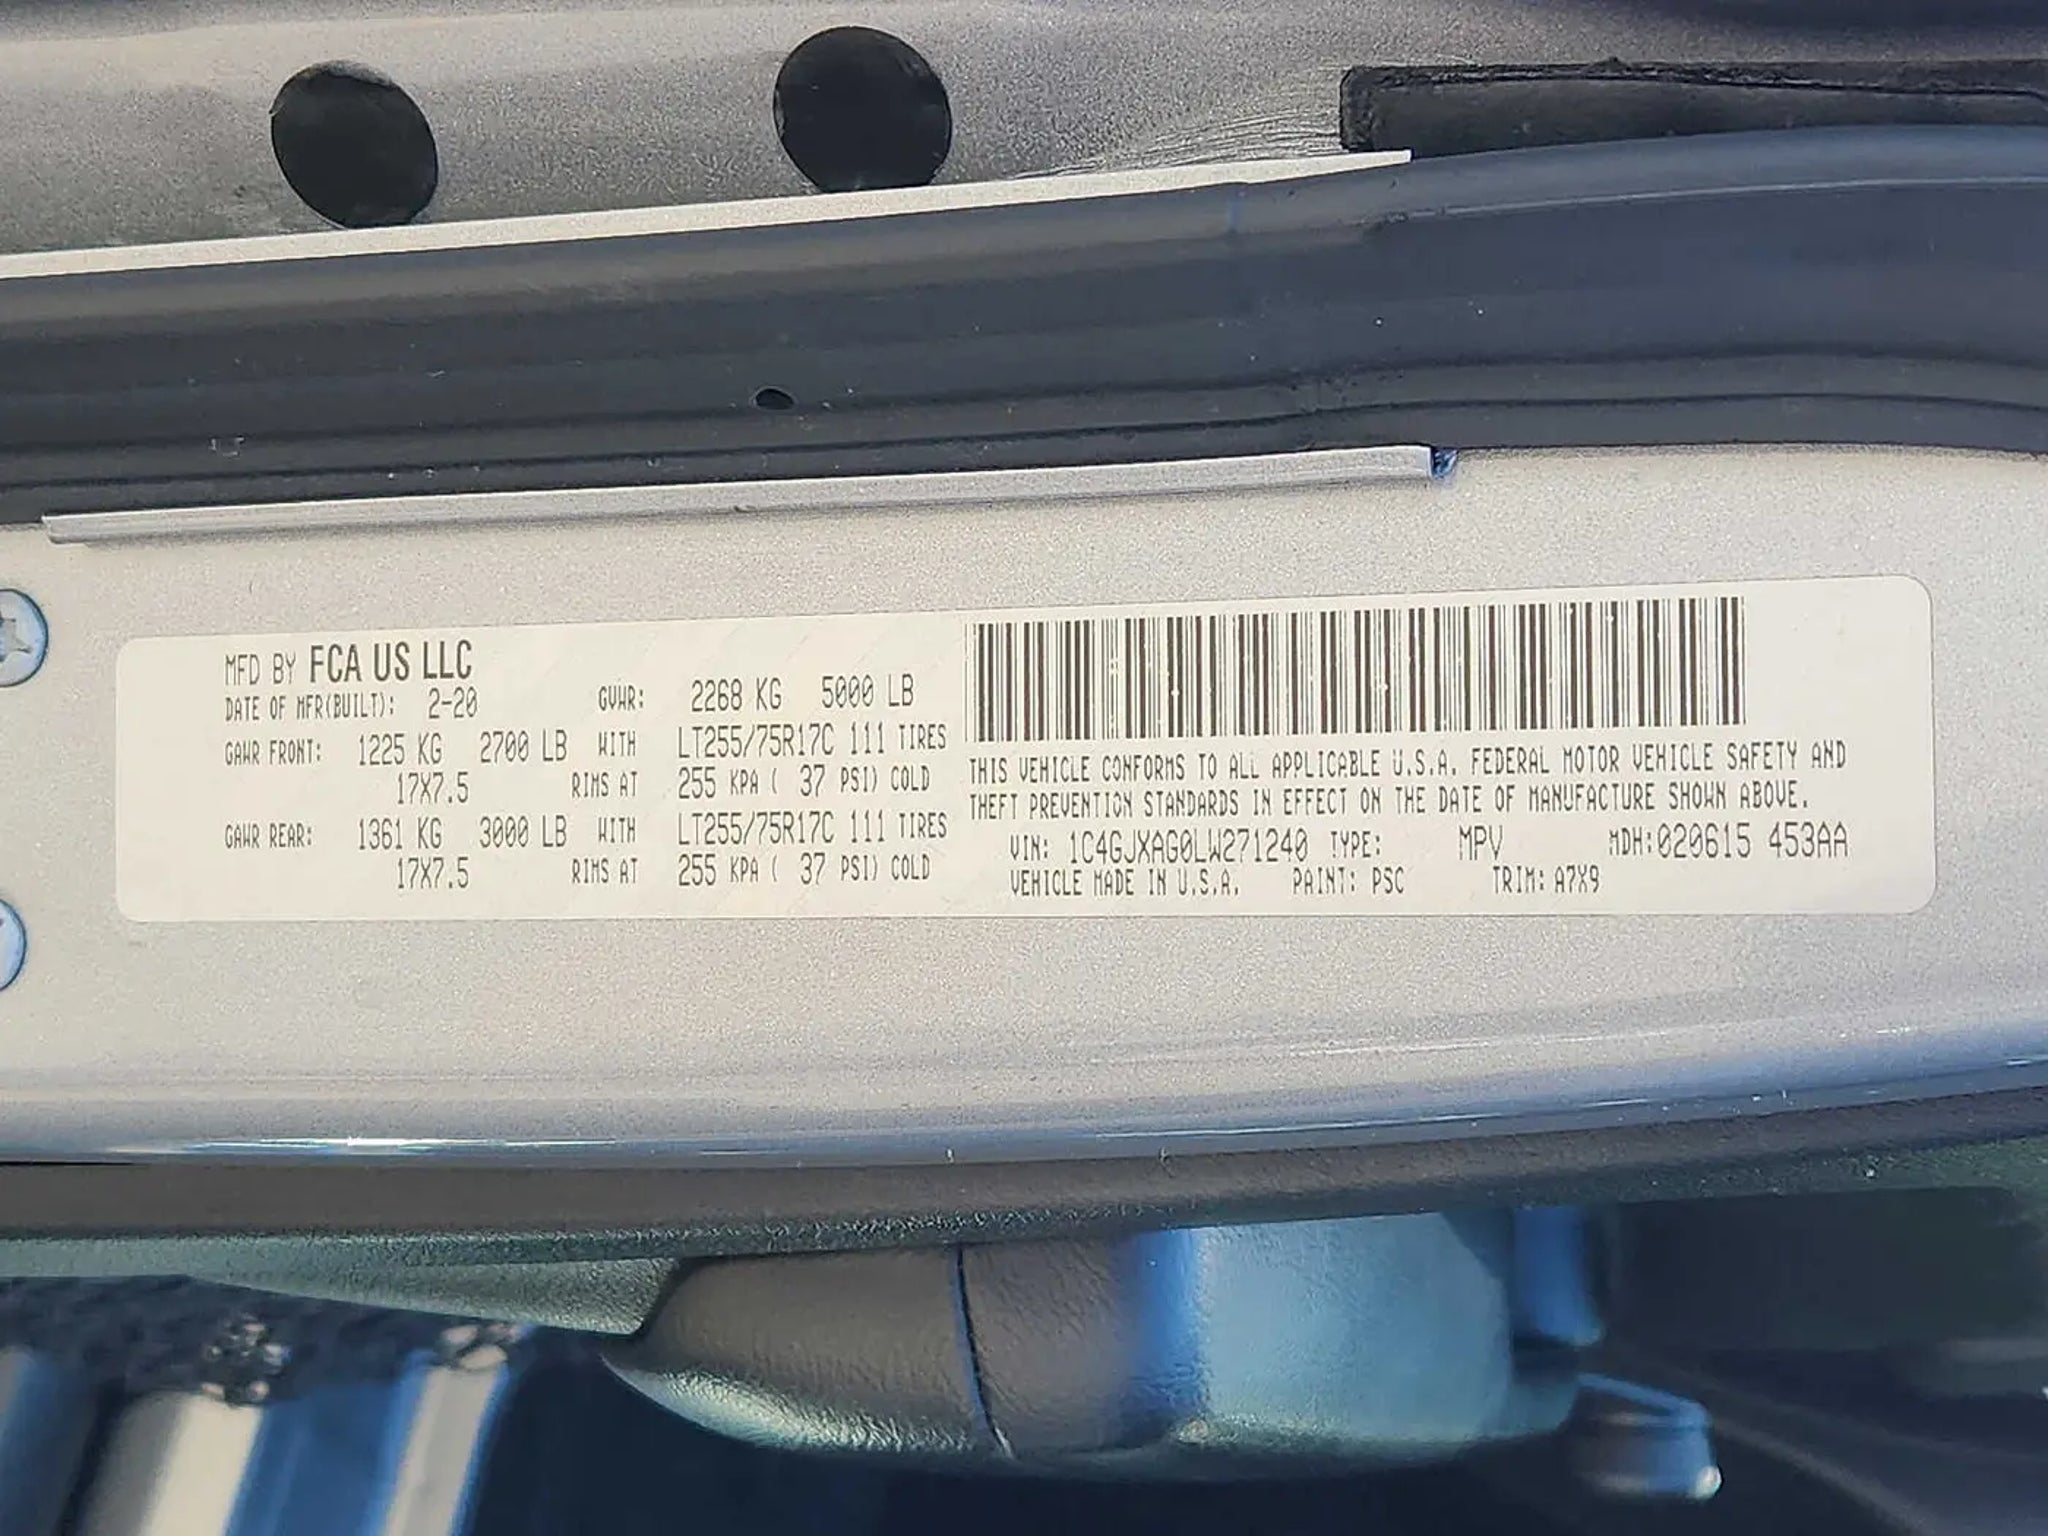 MFD BY FCA US LLC
DATE OF MFR(BUILT): 2-20 GVWR: 2268 KG 5000 LB
GAWR FRONT: 1225 KG 2700 LB WITH LT255/75R17C 111 TIRES
17X7.5 RIMS AT 255 KPA ( 37 PSI) COLD
GAWR REAR: 1361 KG 3000 LB WITH LT255/75R17C 111 TIRES
17X7.5 RIMS AT 255 KPA ( 37 PSI) COLD
THIS VEHICLE CONFORMS TO ALL APPLICABLE U.S.A. FEDERAL MOTOR VEHICLE SAFETY AND
THEFT PREVENTION STANDARDS IN EFFECT ON THE DATE OF MANUFACTURE SHOWN ABOVE.
VIN: 1C4GJXAG0LW271240 TYPE: MPV MDH:020615 453AA
VEHICLE MADE IN U.S.A. PAINT: PSC TRIM: A7X9